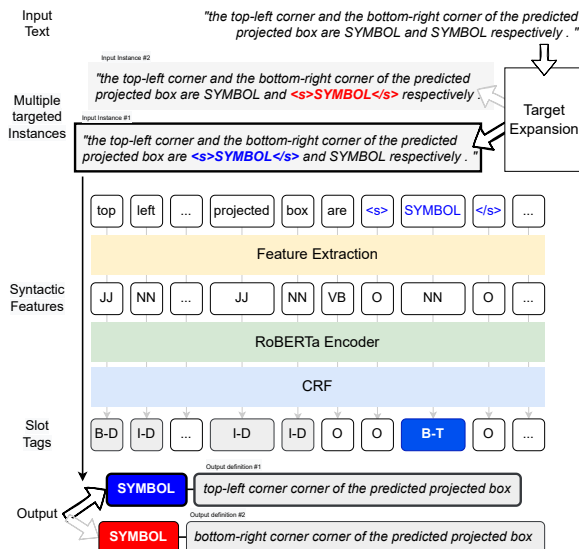 Input
Text
"the top-left corner and the bottom-right corner of the predicted
projected box are SYMBOL and SYMBOL respectively . "
Input Instance #2
"the top-left corner and the bottom-right corner of the predicted
projected box are SYMBOL and <s>SYMBOL</s> respectively . "
Multiple
targeted
Instances
Input Instance #1
"the top-left corner and the bottom-right corner of the predicted
projected box are <s>SYMBOL</s> and SYMBOL respectively . "
Target
Expansion
top left ... projected box are <s> SYMBOL </s> ...
Feature Extraction
Syntactic
Features
JJ NN ... JJ NN VB O NN O ...
RoBERTa Encoder
CRF
Slot
Tags
B-D I-D ... I-D I-D O O B-T O ...
Output definition #1
SYMBOL top-left corner corner of the predicted projected box
Output
Output definition #2
SYMBOL bottom-right corner corner of the predicted projected box